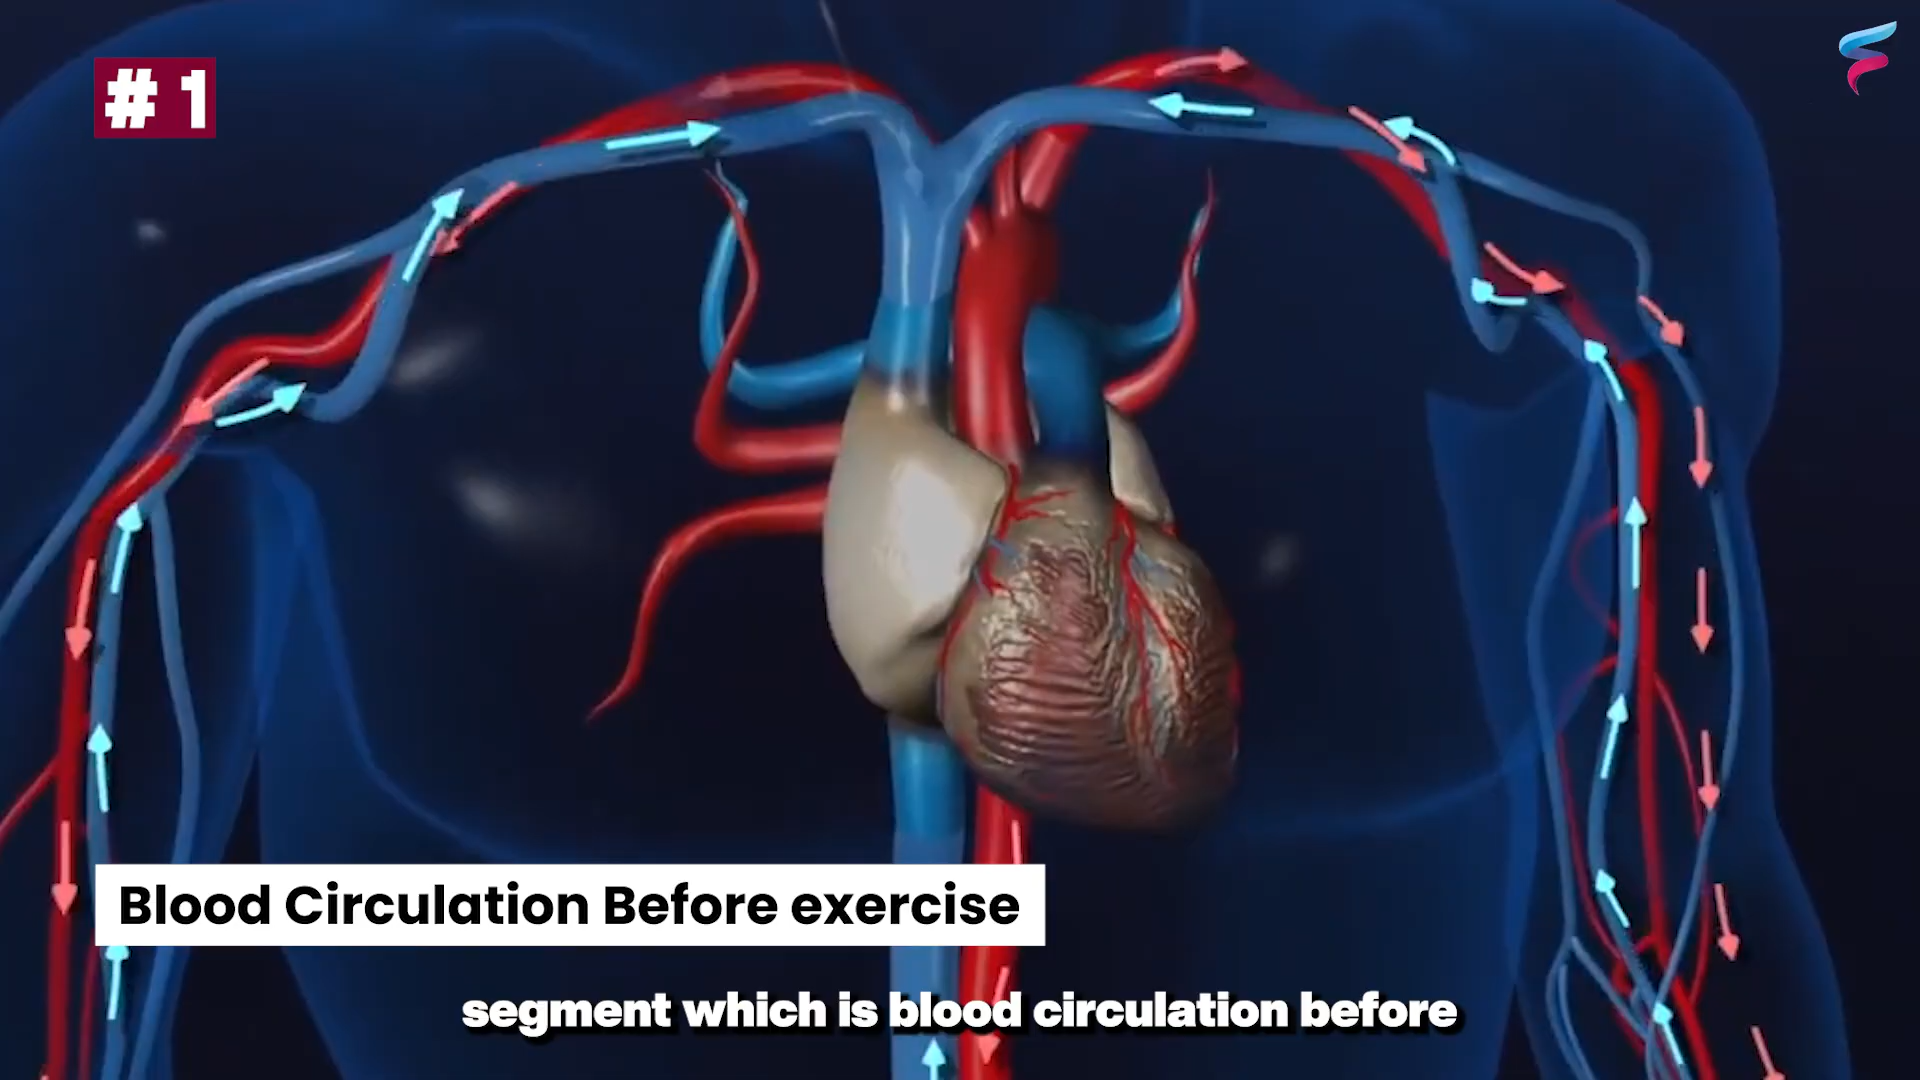 #1
Blood Circulation Before exercise
segment which is blood circulation before